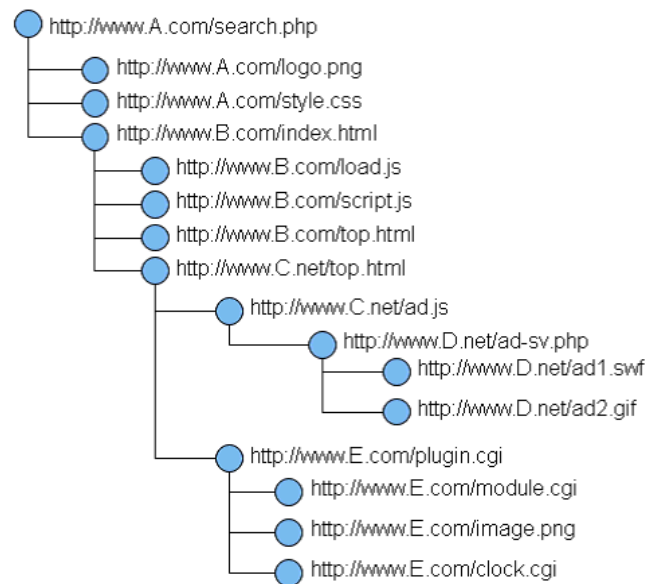 http://www.A.com/search.php
http://www.A.com/logo.png
http://www.A.com/style.css
http://www.B.com/index.html
http://www.B.com/load.js
http://www.B.com/script.js
http://www.B.com/top.html
http://www.C.net/top.html
http://www.C.net/ad.js
http://www.D.net/ad-sv.php
http://www.D.net/ad1.swf
http://www.D.net/ad2.gif
http://www.E.com/plugin.cgi
http://www.E.com/module.cgi
http://www.E.com/image.png
http://www.E.com/clock.cgi